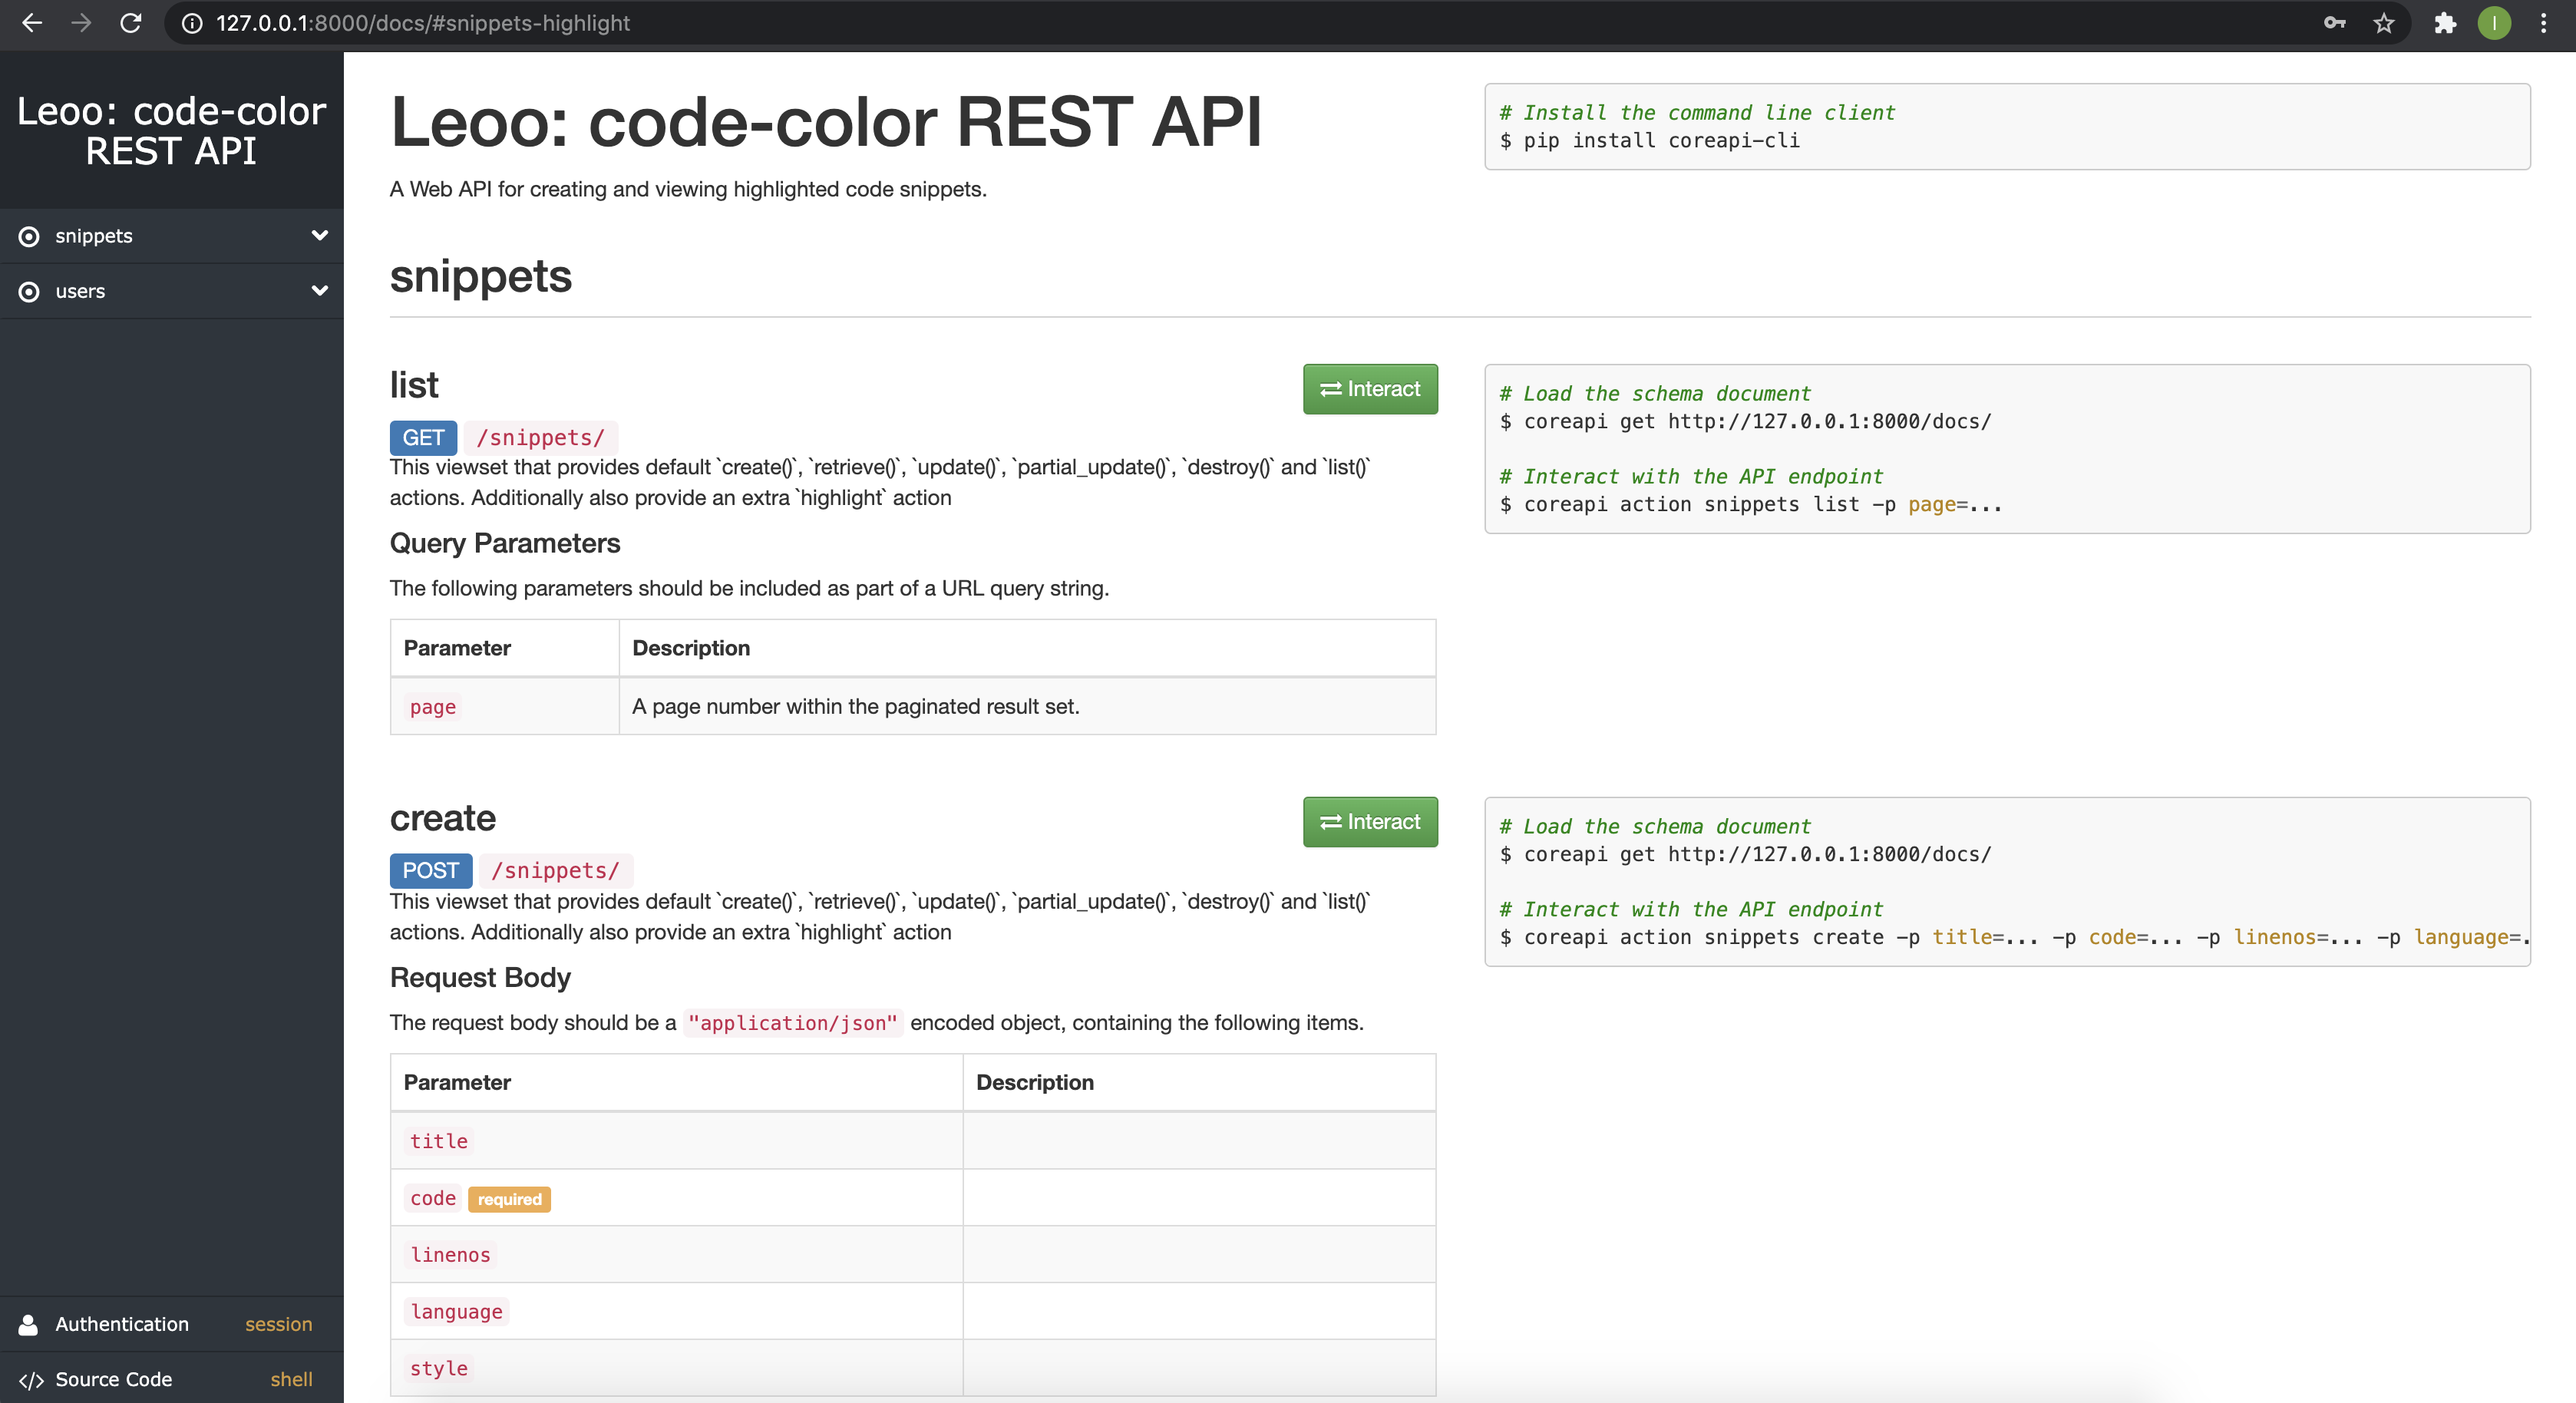 127.0.0.1:8000/docs/#snippets-highlight
I
Leoo: code-color
REST API
snippets
users
Authentication session
Source Code shell
Leoo: code-color REST API
A Web API for creating and viewing highlighted code snippets.
# Install the command line client
$ pip install coreapi-cli
snippets
list
Interact
GET /snippets/
This viewset that provides default `create()`, `retrieve()`, `update()`, `partial_update()`, `destroy()` and `list()`
actions. Additionally also provide an extra `highlight` action
Query Parameters
The following parameters should be included as part of a URL query string.
Parameter Description
page A page number within the paginated result set.
# Load the schema document
$ coreapi get http://127.0.0.1:8000/docs/
# Interact with the API endpoint
$ coreapi action snippets list -p page=...
create
Interact
POST /snippets/
This viewset that provides default `create()`, `retrieve()`, `update()`, `partial_update()`, `destroy()` and `list()`
actions. Additionally also provide an extra `highlight` action
Request Body
The request body should be a "application/json" encoded object, containing the following items.
Parameter Description
title
code required
linenos
language
style
# Load the schema document
$ coreapi get http://127.0.0.1:8000/docs/
# Interact with the API endpoint
$ coreapi action snippets create -p title=... -p code=... -p linenos=... -p language=.